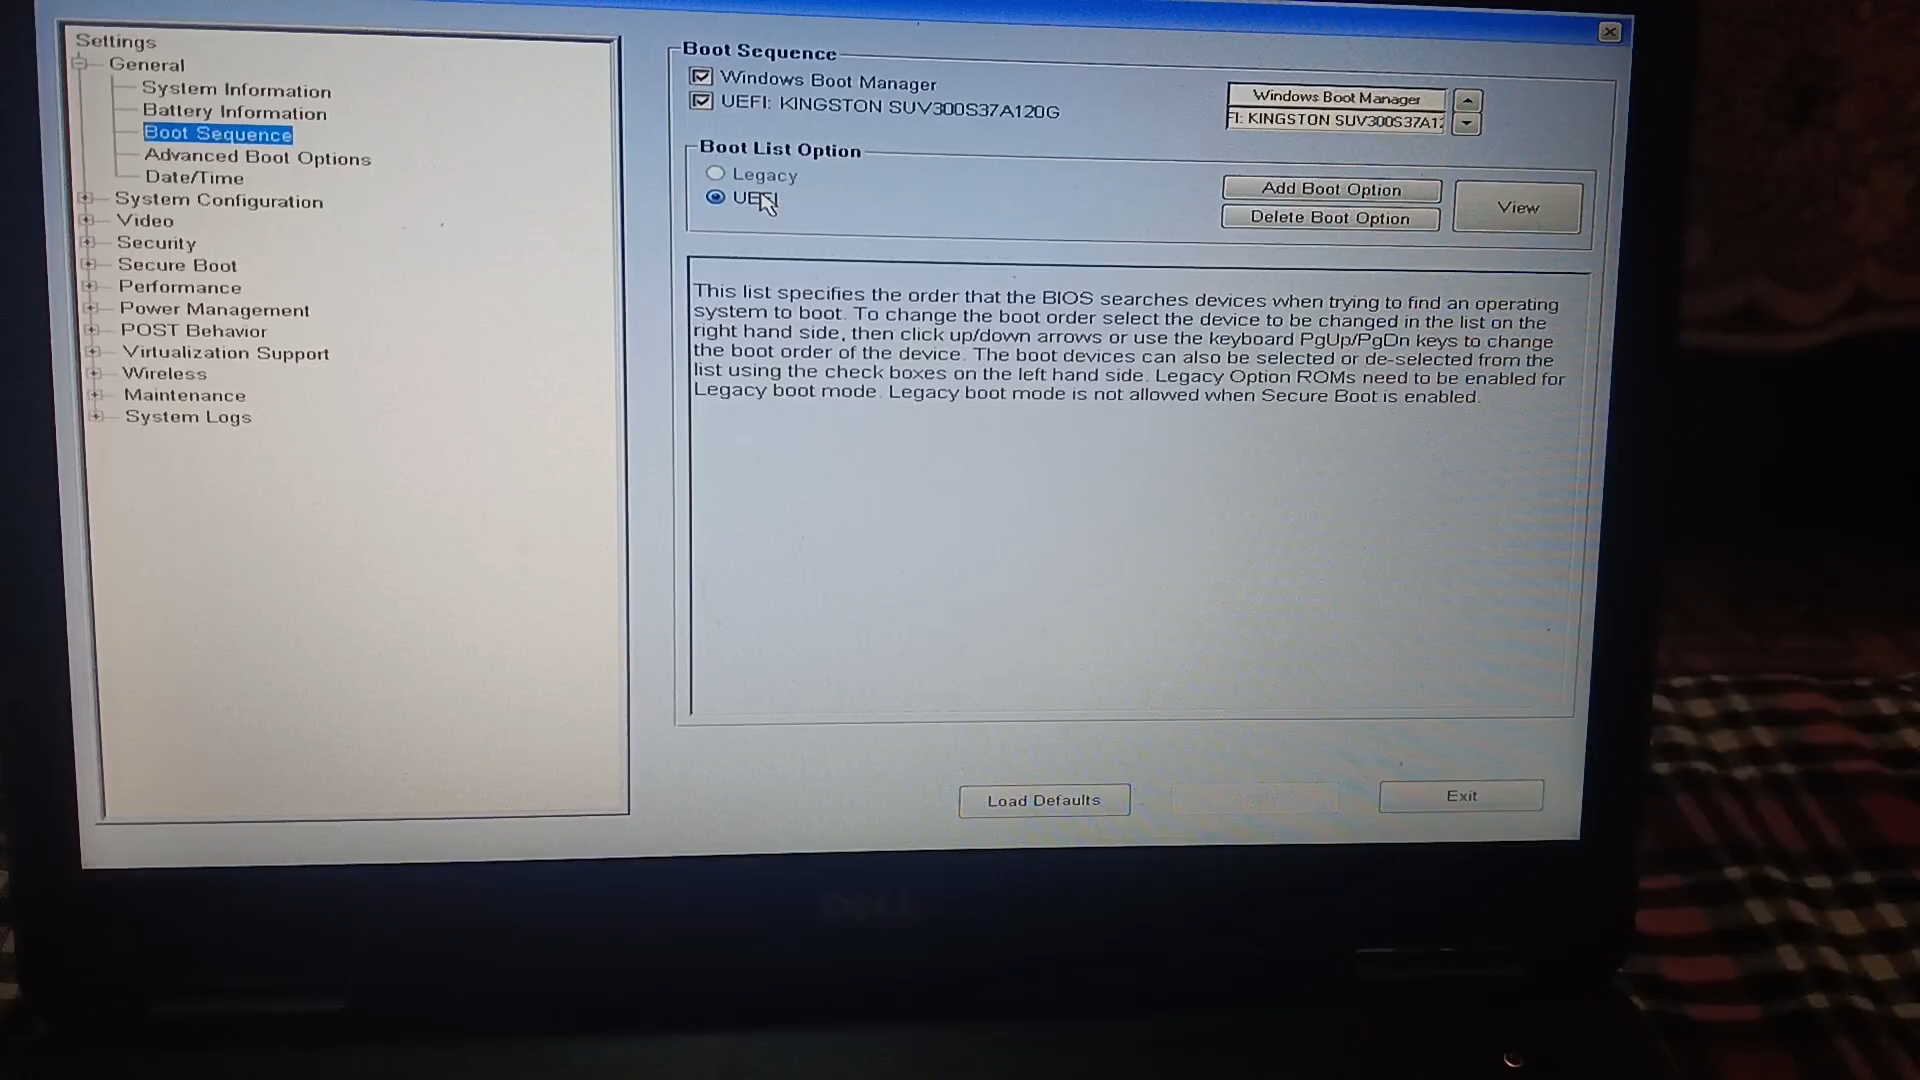 Settings
General
System Information
Battery Information
Boot Sequence
Advanced Boot Options
Date/Time
System Configuration
Video
Security
Secure Boot
Performance
Power Management
POST Behavior
Virtualization Support
Wireless
Maintenance
System Logs
Boot Sequence
Windows Boot Manager
UEFI: KINGSTON SUV300S37A120G
Windows Boot Manager
FI: KINGSTON SUV300S37A12
Boot List Option
Legacy
UEFI
Add Boot Option
Delete Boot Option
View
This list specifies the order that the BIOS searches devices when trying to find an operating
system to boot. To change the boot order select the device to be changed in the list on the
right hand side, then click up/down arrows or use the keyboard PgUp/PgDn keys to change
the boot order of the device. The boot devices can also be selected or de-selected from the
list using the check boxes on the left hand side. Legacy Option ROMs need to be enabled for
Legacy boot mode. Legacy boot mode is not allowed when Secure Boot is enabled.
Load Defaults
Exit
DELL